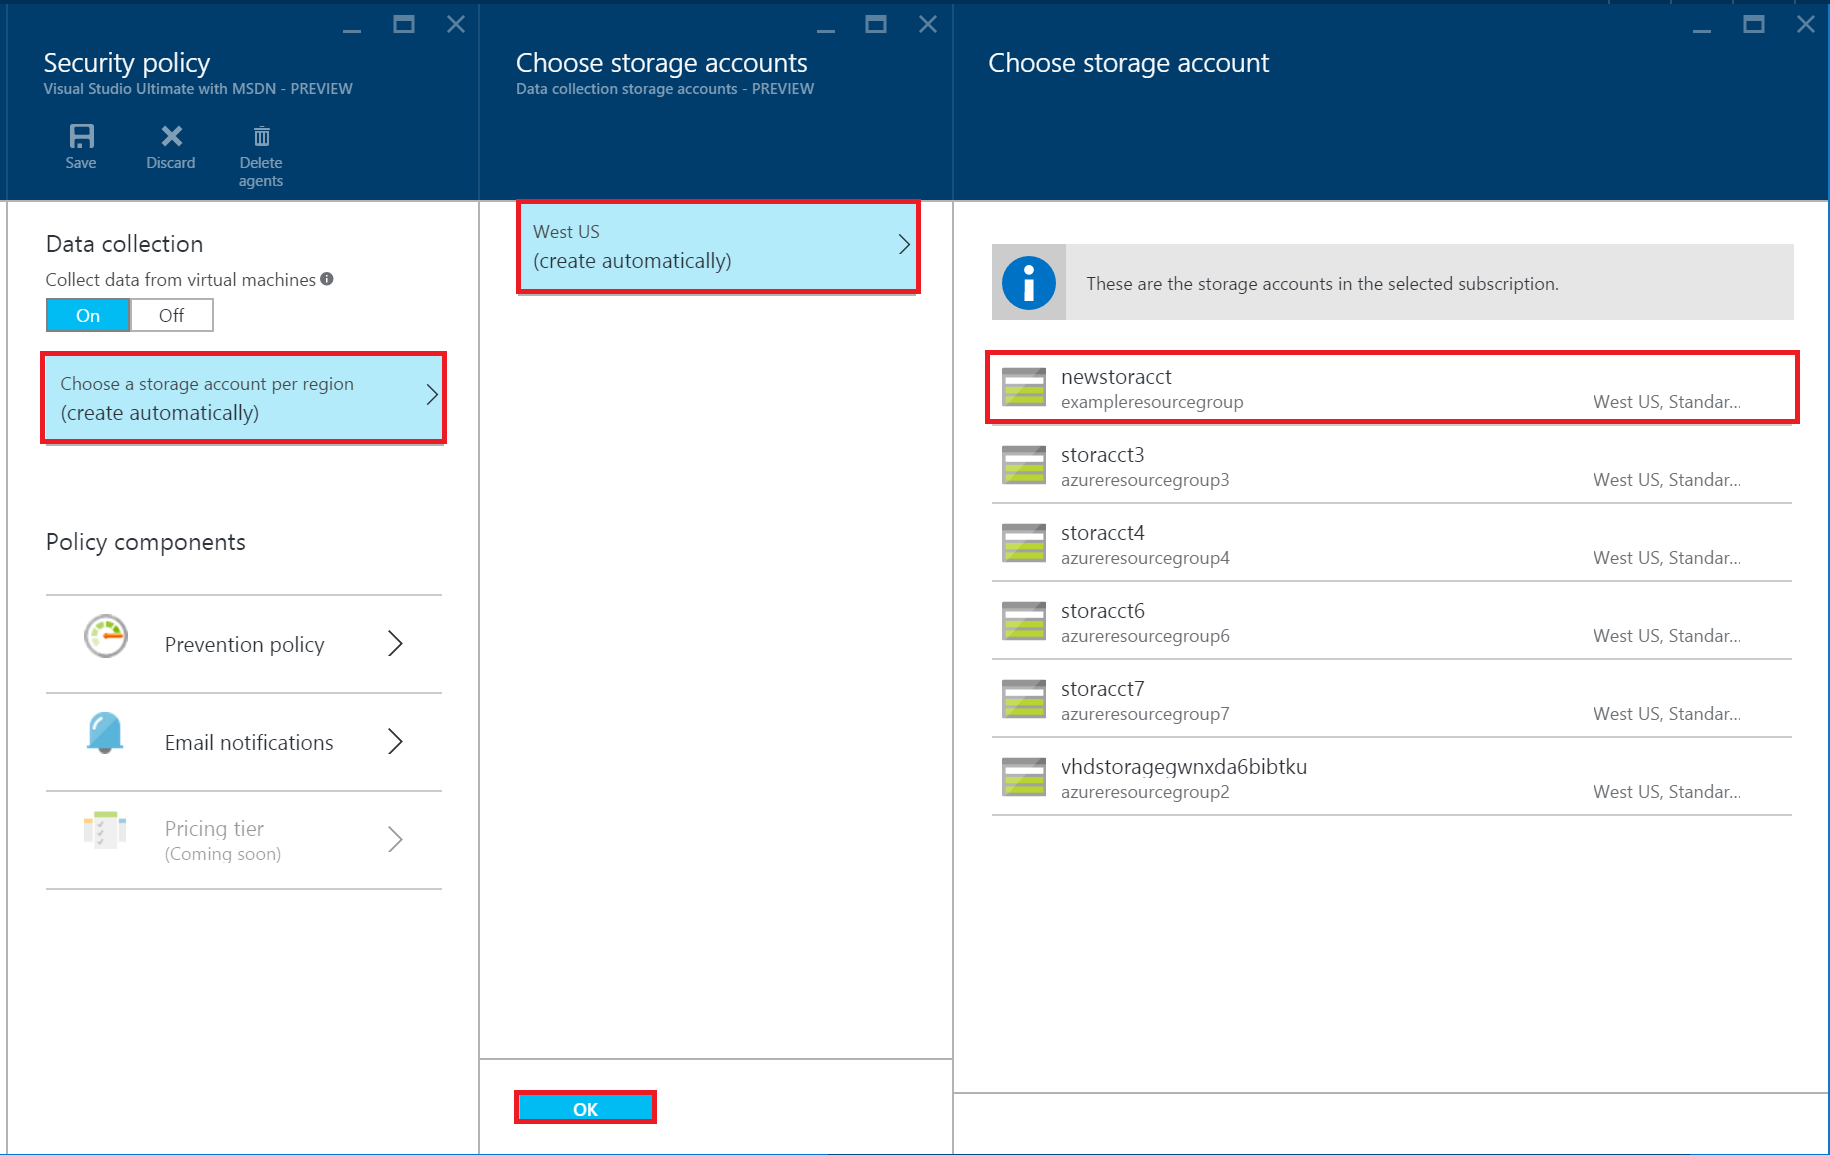 Security policy
Visual Studio Ultimate with MSDN - PREVIEW
Save
Discard
Delete
agents
Data collection
Collect data from virtual machines
On
Off
Choose a storage account per region
(create automatically)
Policy components
Prevention policy
Email notifications
Pricing tier
(Coming soon)
Choose storage accounts
Data collection storage accounts - PREVIEW
West US
(create automatically)
OK
Choose storage account
These are the storage accounts in the selected subscription.
newstoracct
exampleresourcegroup
West US, Standar...
storacct3
azureresourcegroup3
West US, Standar...
storacct4
azureresourcegroup4
West US, Standar...
storacct6
azureresourcegroup6
West US, Standar...
storacct7
azureresourcegroup7
West US, Standar...
vhdstoragegwnxda6bibtku
azureresourcegroup2
West US, Standar...